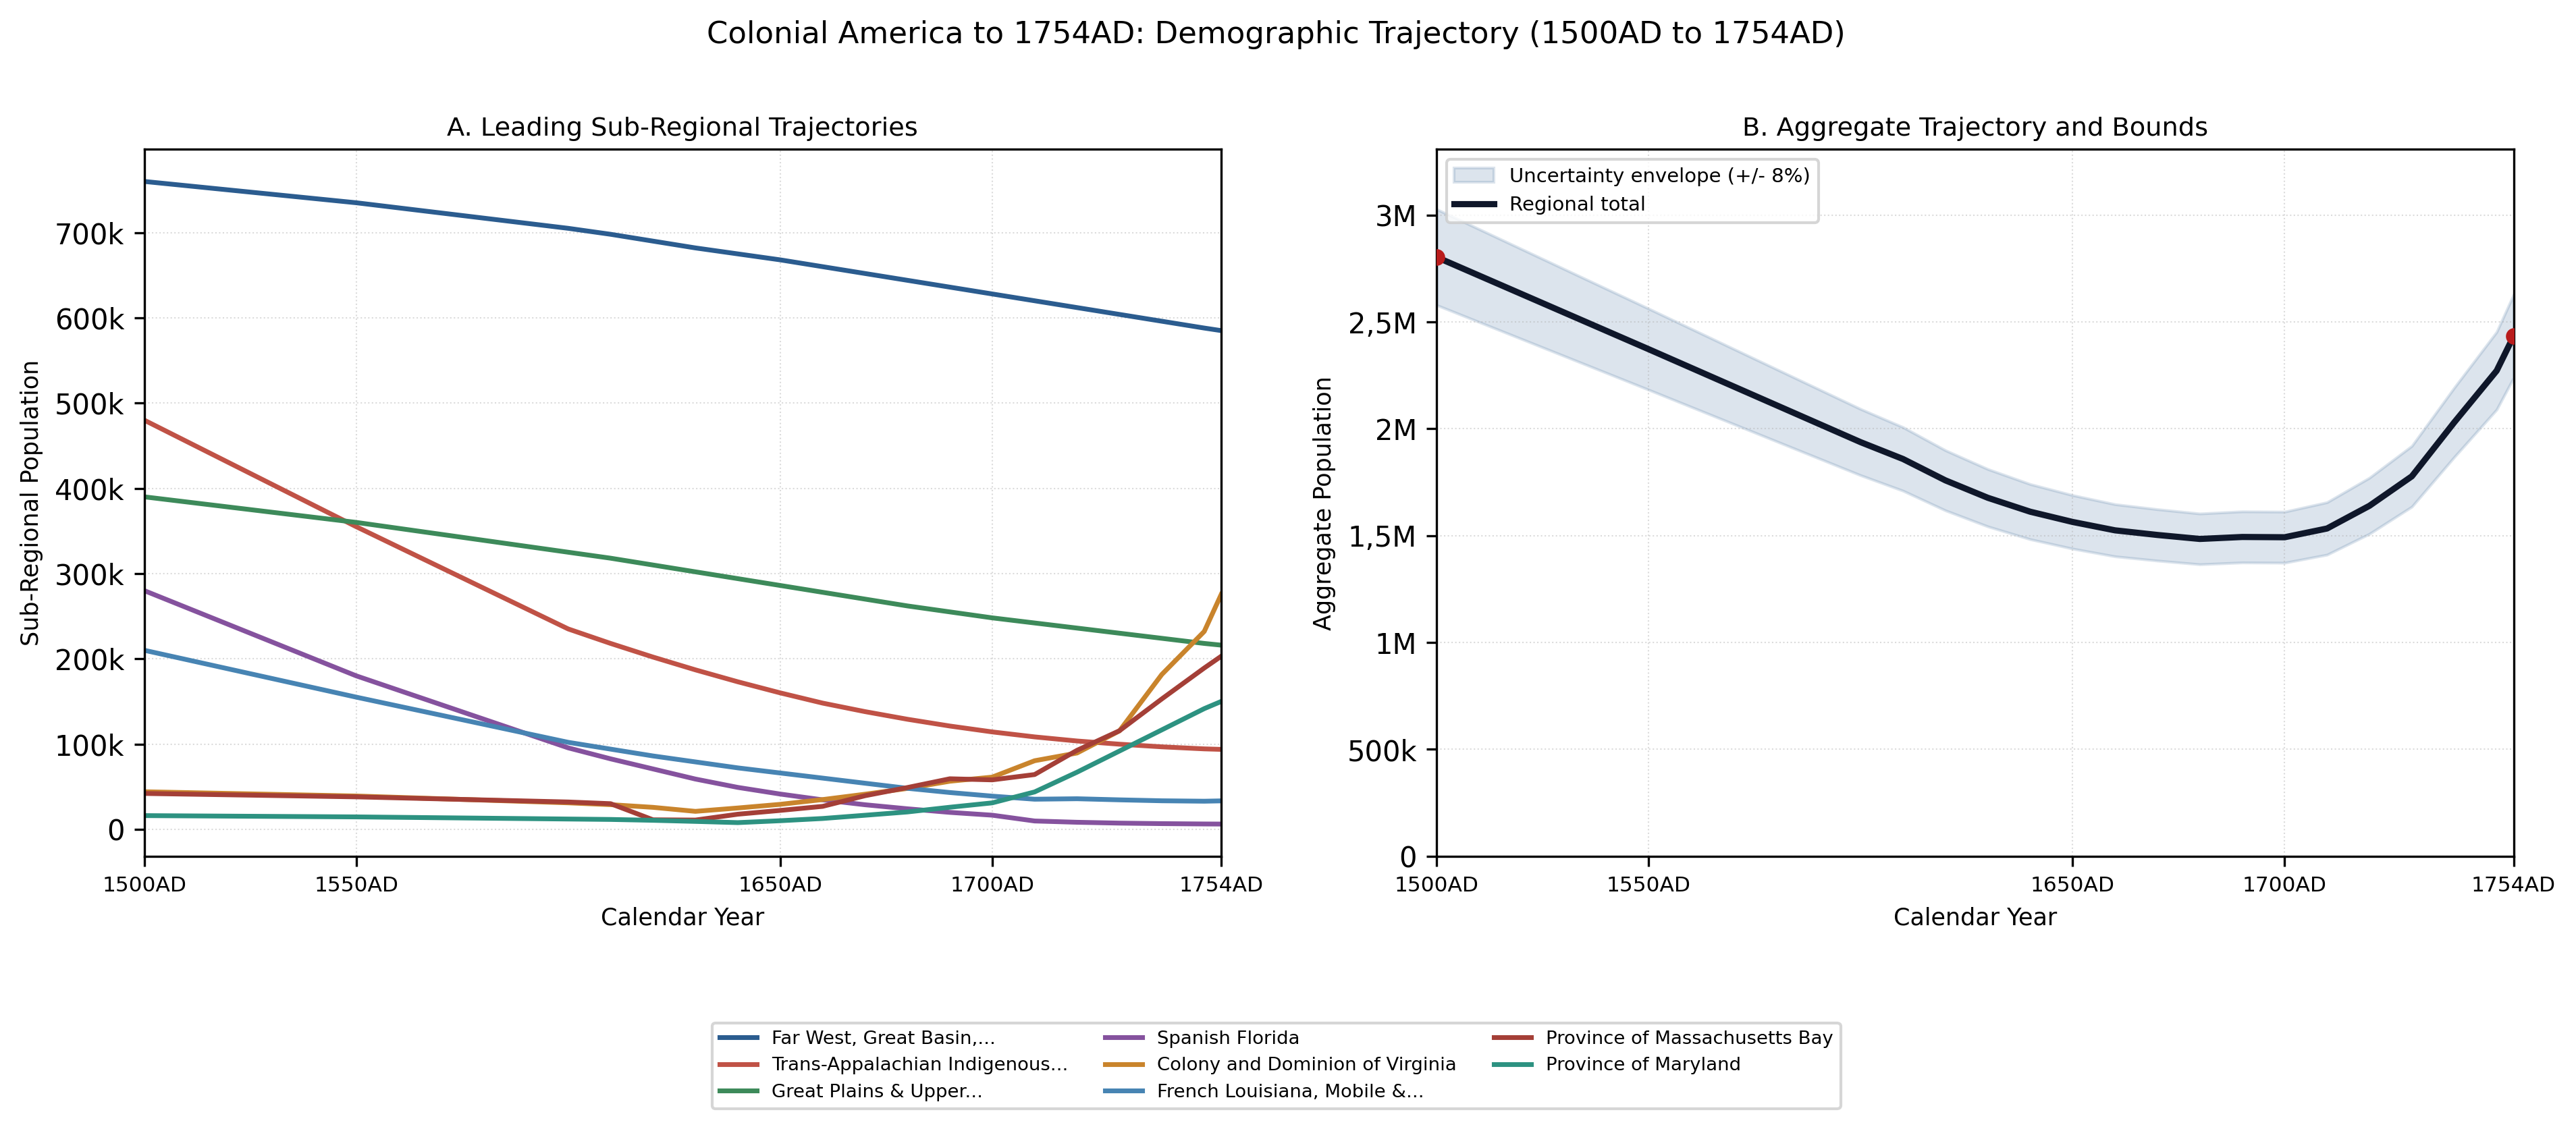 Colonial America to 1754AD: Demographic Trajectory (1500AD to 1754AD)
A. Leading Sub-Regional Trajectories
Sub-Regional Population
700k
600k
500k
400k
300k
200k
100k
0
1500AD 1550AD 1650AD 1700AD 1754AD
Calendar Year
B. Aggregate Trajectory and Bounds
Uncertainty envelope (+/- 8%)
Regional total
Aggregate Population
3M
2,5M
2M
1,5M
1M
500k
0
1500AD 1550AD 1650AD 1700AD 1754AD
Calendar Year
Far West, Great Basin,...
Trans-Appalachian Indigenous...
Great Plains & Upper...
Spanish Florida
Colony and Dominion of Virginia
French Louisiana, Mobile &...
Province of Massachusetts Bay
Province of Maryland